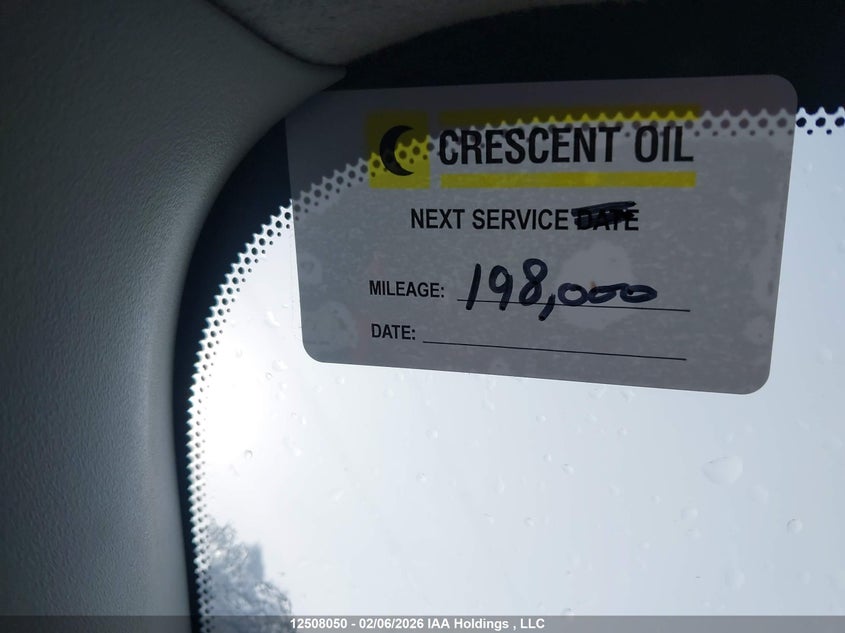 CRESCENT OIL
NEXT SERVICE DATE
MILEAGE: 198,000
DATE:
12508050 - 02/06/2026 IAA Holdings , LLC